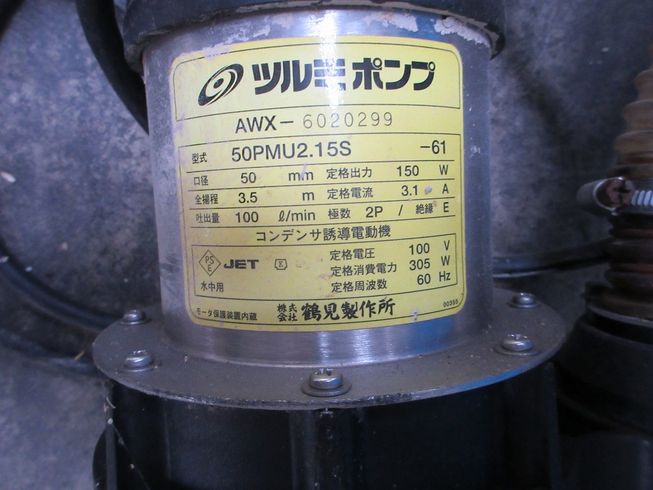 ツルミポンプ
AWX-6020299
型式 50PMU2.15S -61
口径 50 mm 定格出力 150 W
全揚程 3.5 m 定格電流 3.1 A
吐出量 100 ℓ/min 極数 2P / 絶縁 E
コンデンサ誘導電動機
PSE JET 定格電圧 100 V
定格消費電力 305 W
水中用 定格周波数 60 Hz
モータ保護装置内蔵 株式会社 鶴見製作所 00355